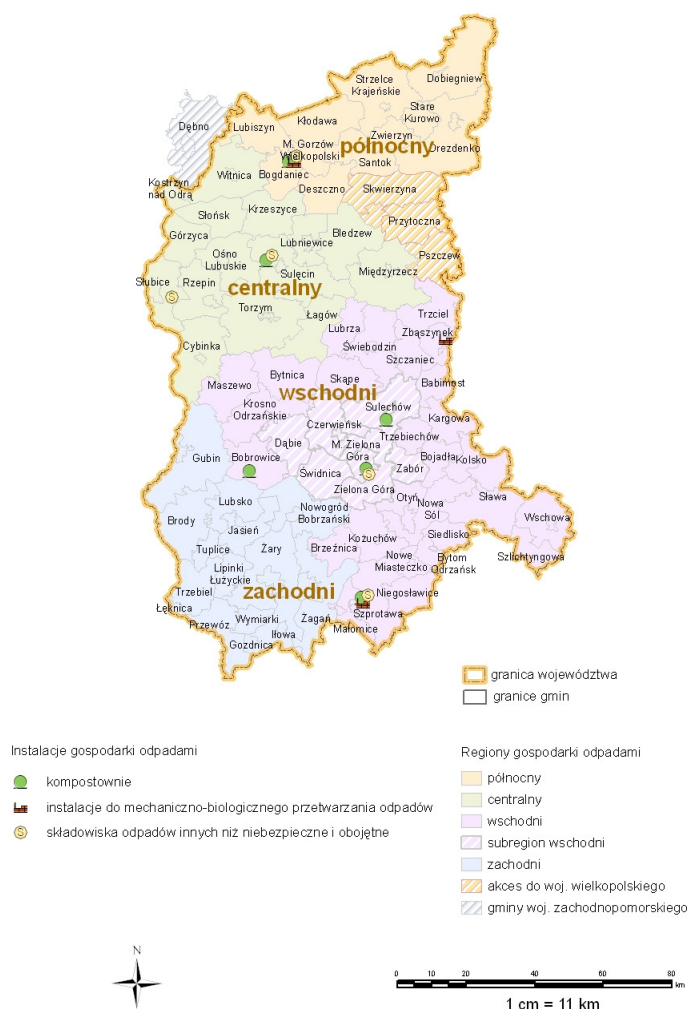 Dobiegniew
Strzelce
Krajeńskie
Stare
Kurowo
Kłodawa
Dębno
Lubiszyn
Zwierzyn
M. Gorzów
Wielkopolski
północny
Drezdenko
Santok
Bogdaniec
Witnica
Kostrzyn
nad Odrą
Deszczno
Skwierzyna
Krzeszyce
Słońsk
Przytoczna
Górzyca
Bledzew
Lubniewice
Ośno
Lubuskie
Pszczew
Sulęcin
Międzyrzecz
Słubice
Rzepin
centralny
S
S
Torzym
Łagów
Trzciel
Lubrza
Zbąszynek
Cybinka
Świebodzin
Szczaniec
Bytnica
Skąpe
Babimost
Maszewo
wschodni
Krosno
Odrzańskie
Sulechów
Kargowa
Czerwieńsk
Trzebiechów
Dąbie
M. Zielona
Góra
Bojadła
Kolsko
Gubin
Bobrowice
Zabór
Świdnica
S
Zielona Góra
Otyń
Sława
Lubsko
Nowogród
Bobrzański
Nowa
Sól
Wschowa
Brody
Jasień
Siedlisko
Kożuchów
Tuplice
Żary
Brzeźnica
Nowe
Miasteczko
Bytom
Odrzański
Szlichtyngowa
Lipinki
Łużyckie
Trzebiel
zachodni
S
Niegosławice
Łęknica
Szprotawa
Przewóz
Wymiarki
Żagań
Małomice
Iłowa
Gozdnica
granica województwa
granice gmin
Instalacje gospodarki odpadami
kompostownie
instalacje do mechaniczno-biologicznego przetwarzania odpadów
S składowiska odpadów innych niż niebezpieczne i obojętne
Regiony gospodarki odpadami
północny
centralny
wschodni
subregion wschodni
zachodni
akces do woj. wielkopolskiego
gminy woj. zachodnopomorskiego
N
0 10 20 40 60 80
km
1 cm = 11 km